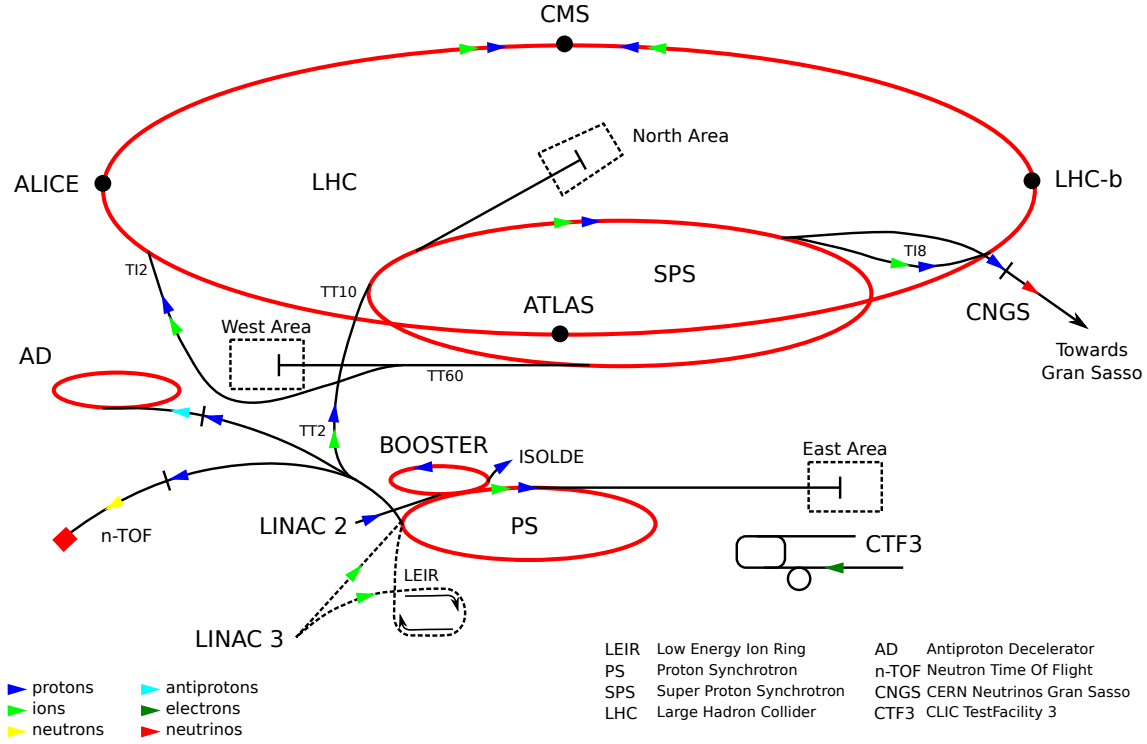 CMS
North Area
ALICE
LHC
LHC-b
TI2
TT10
SPS
TI8
ATLAS
CNGS
West Area
AD
TT60
Towards
Gran Sasso
TT2
BOOSTER
ISOLDE
East Area
n-TOF
LINAC 2
PS
CTF3
LEIR
LINAC 3
LEIR Low Energy Ion Ring
PS Proton Synchrotron
SPS Super Proton Synchrotron
LHC Large Hadron Collider
AD Antiproton Decelerator
n-TOF Neutron Time Of Flight
CNGS CERN Neutrinos Gran Sasso
CTF3 CLIC TestFacility 3
protons
ions
neutrons
antiprotons
electrons
neutrinos